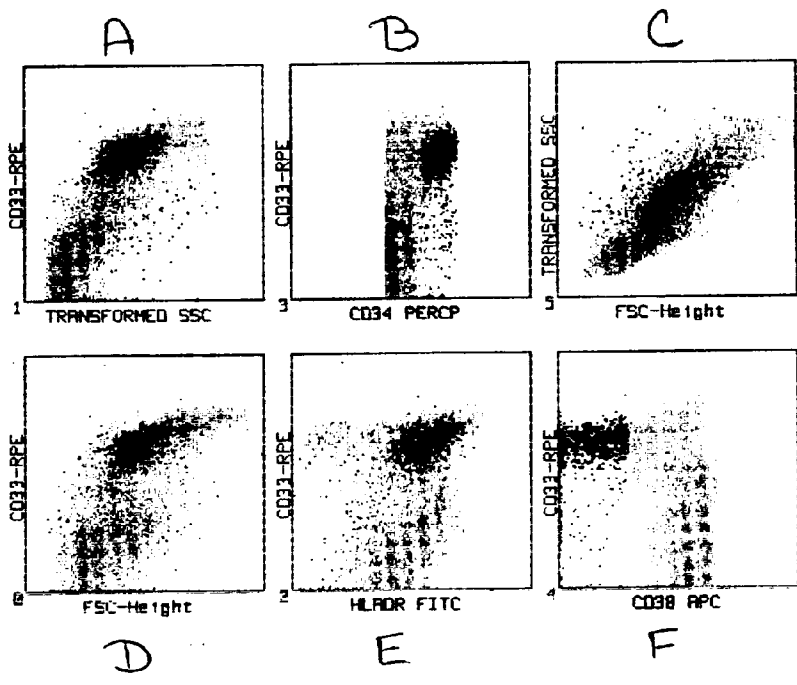 A B C
CD33-RPE CD33-RPE TRANSFORMED SSC
1 3 5
TRANSFORMED SSC CD34 PERCP FSC-Height
CD33-RPE CD33-RPE CD33-RPE
0 2 4
FSC-Height HLADR FITC CD38 APC
D E F